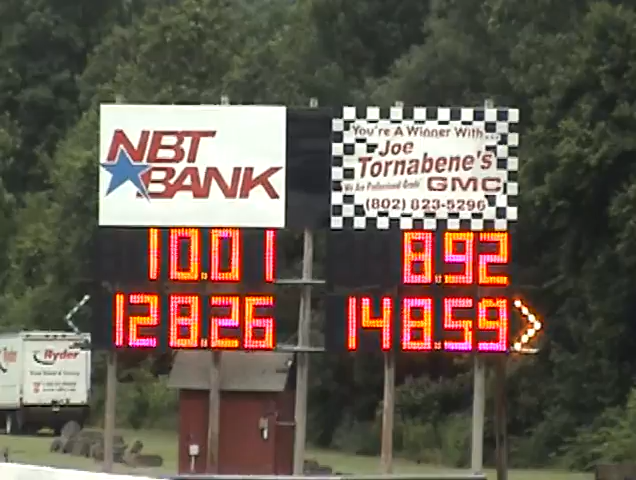 NBT
BANK
You're A Winner With...
Joe
Tornabene's
We Are Professional Grade
GMC
(802) 823-5296
10.01
8.92
128.26
148.59
Ryder
Ryder